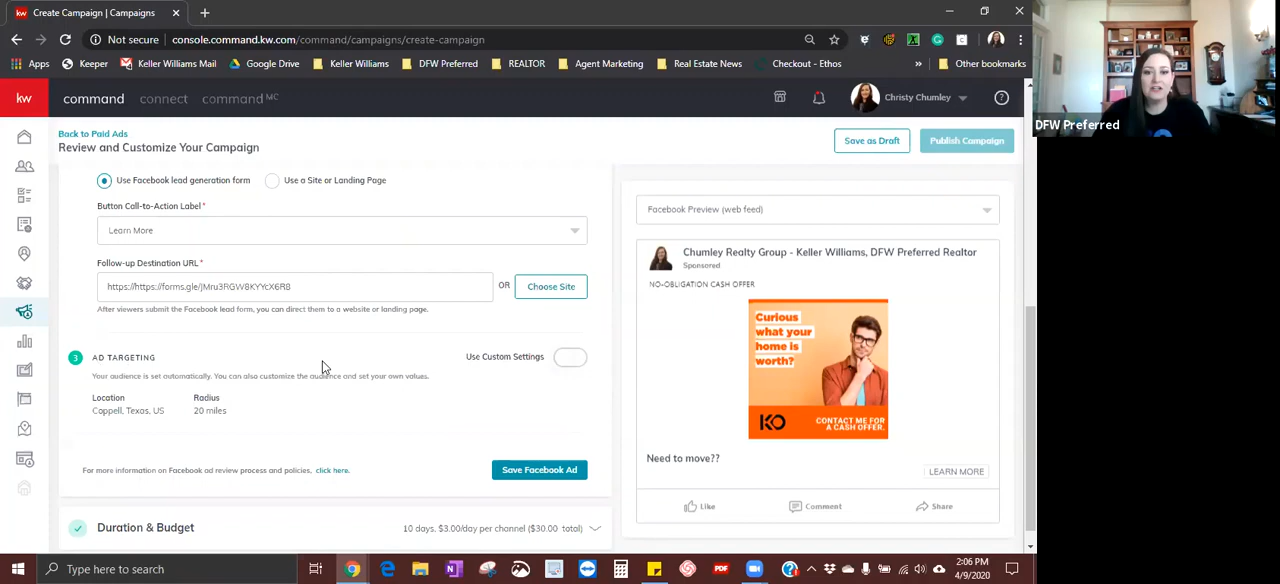 Create Campaign | Campaigns
Not secure
console.command.kw.com/command/campaigns/create-campaign
Apps
Keeper
Keller Williams Mail
Google Drive
Keller Williams
DFW Preferred
REALTOR
Agent Marketing
Real Estate News
Checkout - Ethos
»
Other bookmarks
kw
command
connect
command MC
Christy Chumley
DFW Preferred
Back to Paid Ads
Review and Customize Your Campaign
Save as Draft
Publish Campaign
Use Facebook lead generation form
Use a Site or Landing Page
Button Call-to-Action Label*
Learn More
Follow-up Destination URL*
OR
Choose Site
After viewers submit the Facebook lead form, you can direct them to a website or landing page.
3
AD TARGETING
Use Custom Settings
Your audience is set automatically. You can also customize the audience and set your own values.
Location
Radius
Coppell, Texas, US
20 miles
For more information on Facebook ad review process and policies, click here.
Save Facebook Ad
Duration & Budget
10 days, $3.00/day per channel ($30.00 total)
Facebook Preview (web feed)
Chumley Realty Group - Keller Williams, DFW Preferred Realtor
Sponsored
NO-OBLIGATION CASH OFFER
Curious
what your
home is
worth?
KO
CONTACT ME FOR
A CASH OFFER.
Need to move??
LEARN MORE
Like
Comment
Share
Type here to search
2:06 PM
4/9/2020